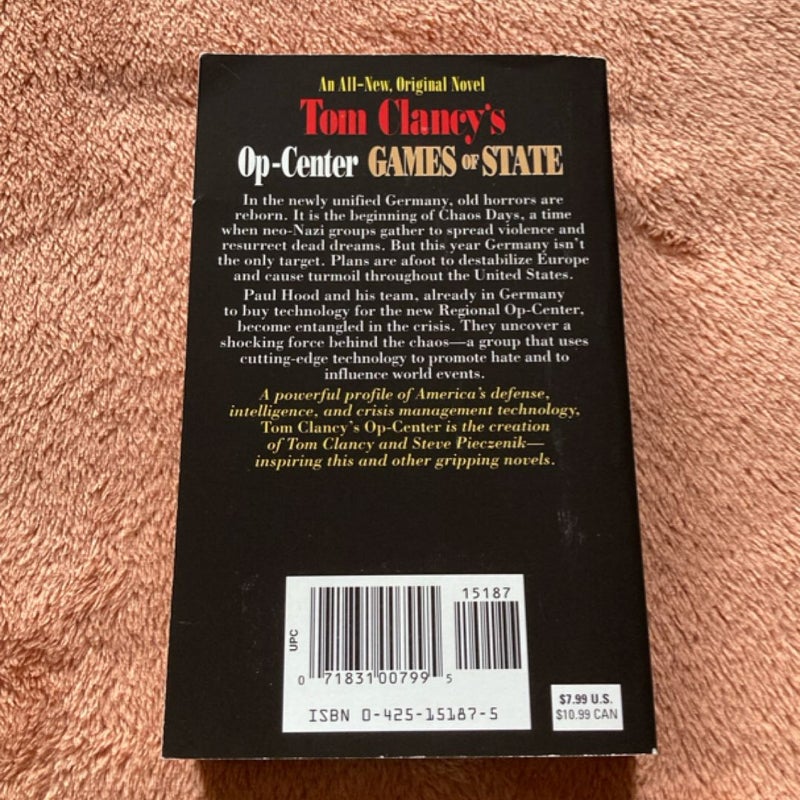 An All-New, Original Novel
Tom Clancy's
Op-Center GAMES OF STATE
In the newly unified Germany, old horrors are
reborn. It is the beginning of Chaos Days, a time
when neo-Nazi groups gather to spread violence and
resurrect dead dreams. But this year Germany isn't
the only target. Plans are afoot to destabilize Europe
and cause turmoil throughout the United States.
Paul Hood and his team, already in Germany
to buy technology for the new Regional Op-Center,
become entangled in the crisis. They uncover a
shocking force behind the chaos—a group that uses
cutting-edge technology to promote hate and to
influence world events.
A powerful profile of America's defense,
intelligence, and crisis management technology,
Tom Clancy's Op-Center is the creation
of Tom Clancy and Steve Pieczenik—
inspiring this and other gripping novels.
15187
UPC
0 71831 00799 5
ISBN 0-425-15187-5
$7.99 U.S.
$10.99 CAN